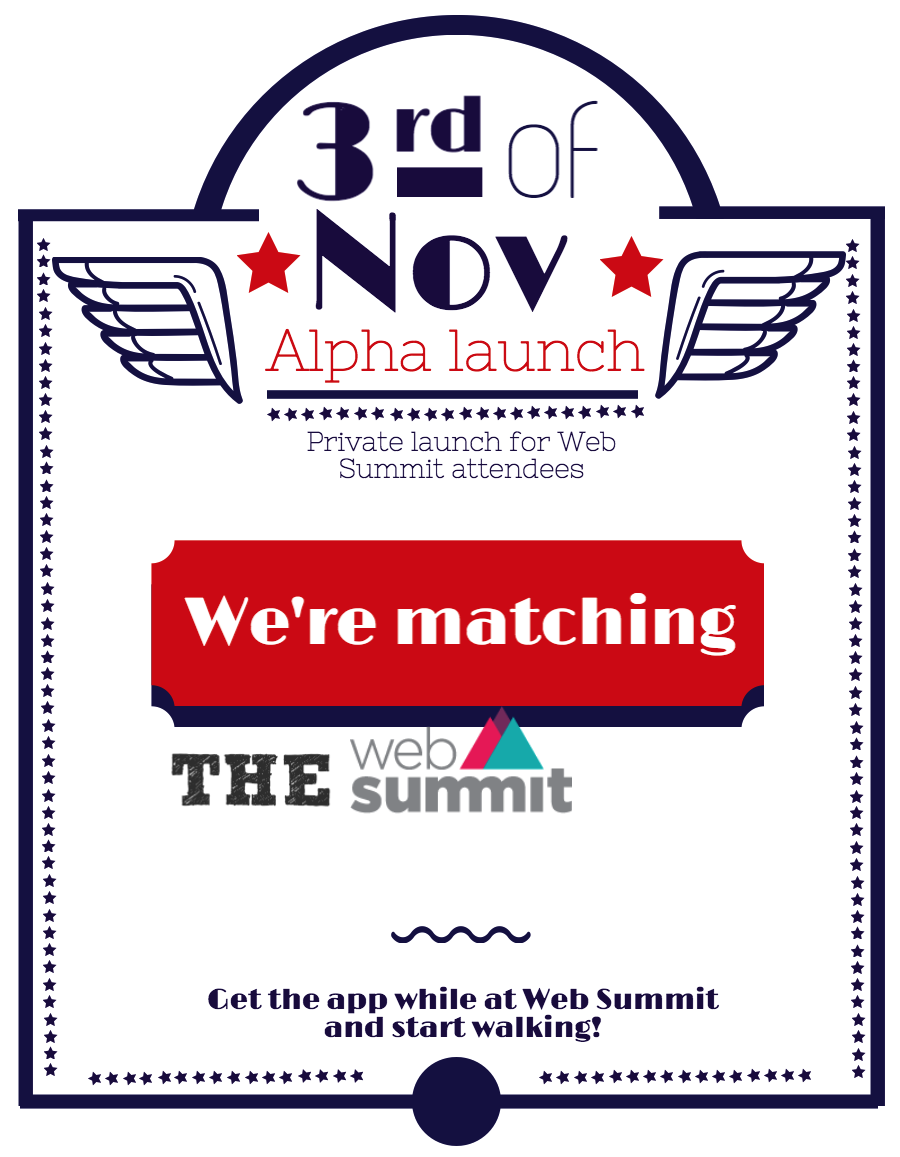 3rd of
Nov
Alpha launch
Private launch for Web
Summit attendees
We're matching
THE web
summit
Get the app while at Web Summit
and start walking!